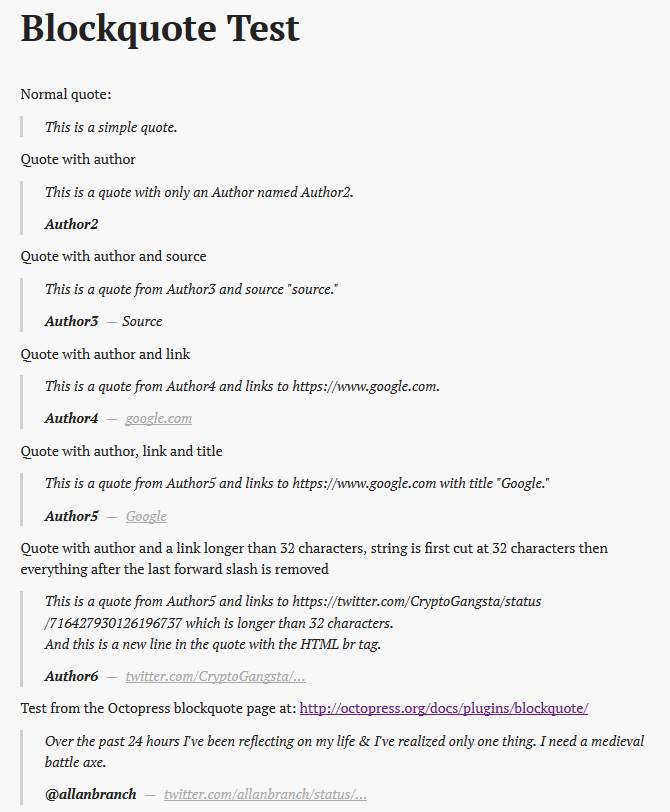 Blockquote Test
Normal quote:
This is a simple quote.
Quote with author
This is a quote with only an Author named Author2.
Author2
Quote with author and source
This is a quote from Author3 and source "source."
Author3 — Source
Quote with author and link
This is a quote from Author4 and links to https://www.google.com.
Author4 — google.com
Quote with author, link and title
This is a quote from Author5 and links to https://www.google.com with title "Google."
Author5 — Google
Quote with author and a link longer than 32 characters, string is first cut at 32 characters then
everything after the last forward slash is removed
This is a quote from Author5 and links to https://twitter.com/CryptoGangsta/status
/716427930126196737 which is longer than 32 characters.
And this is a new line in the quote with the HTML br tag.
Author6 — twitter.com/CryptoGangsta/...
Test from the Octopress blockquote page at: http://octopress.org/docs/plugins/blockquote/
Over the past 24 hours I've been reflecting on my life & I've realized only one thing. I need a medieval
battle axe.
@allanbranch — twitter.com/allanbranch/status/...